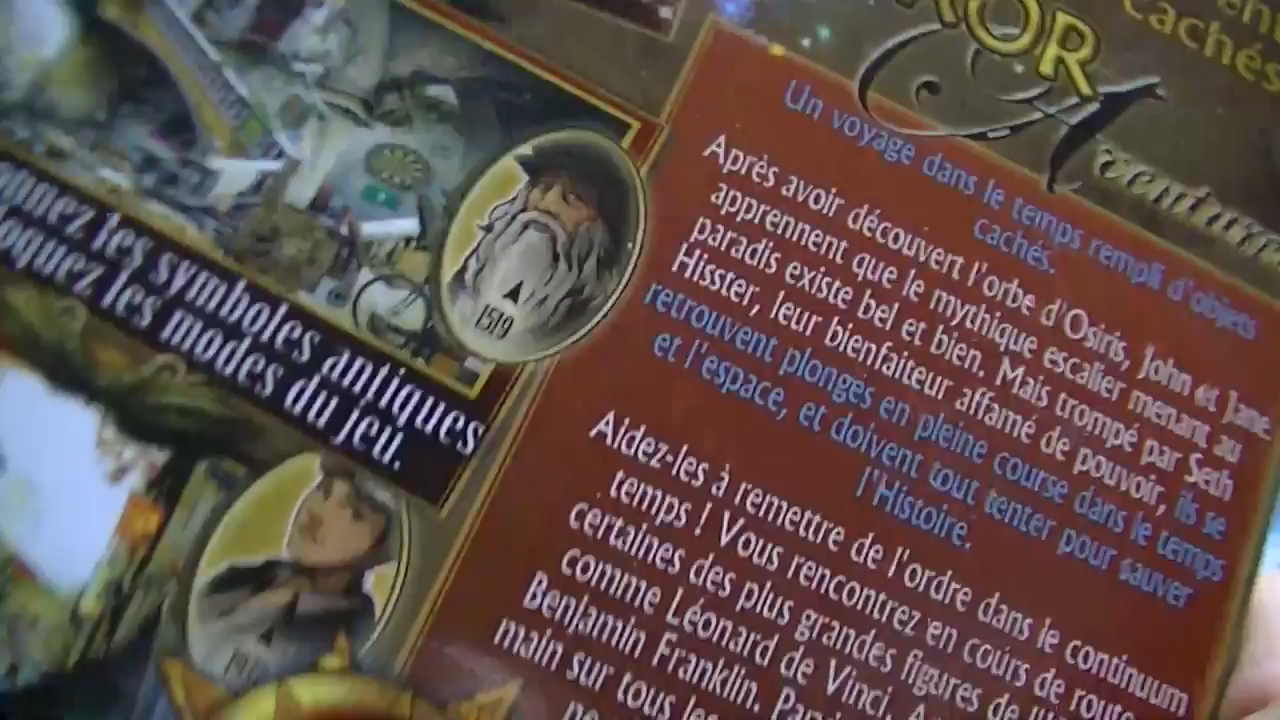 cachés
Aventure
Un voyage dans le temps rempli d'objets
cachés.
Après avoir découvert l'orbe d'Osiris, John et Jane
apprennent que le mythique escalier menant au
paradis existe bel et bien. Mais trompé par Seth
Hisster, leur bienfaiteur affamé de pouvoir, ils se
retrouvent plongés en pleine course dans le temps
et l'espace, et doivent tout tenter pour sauver
l'Histoire.
Aidez-les à remettre de l'ordre dans le continuum
temps ! Vous rencontrez en cours de route
certaines des plus grandes figures de
comme Léonard de Vinci,
Benjamin Franklin.
main sur tous les
1519
les symboles antiques
les modes du jeu.